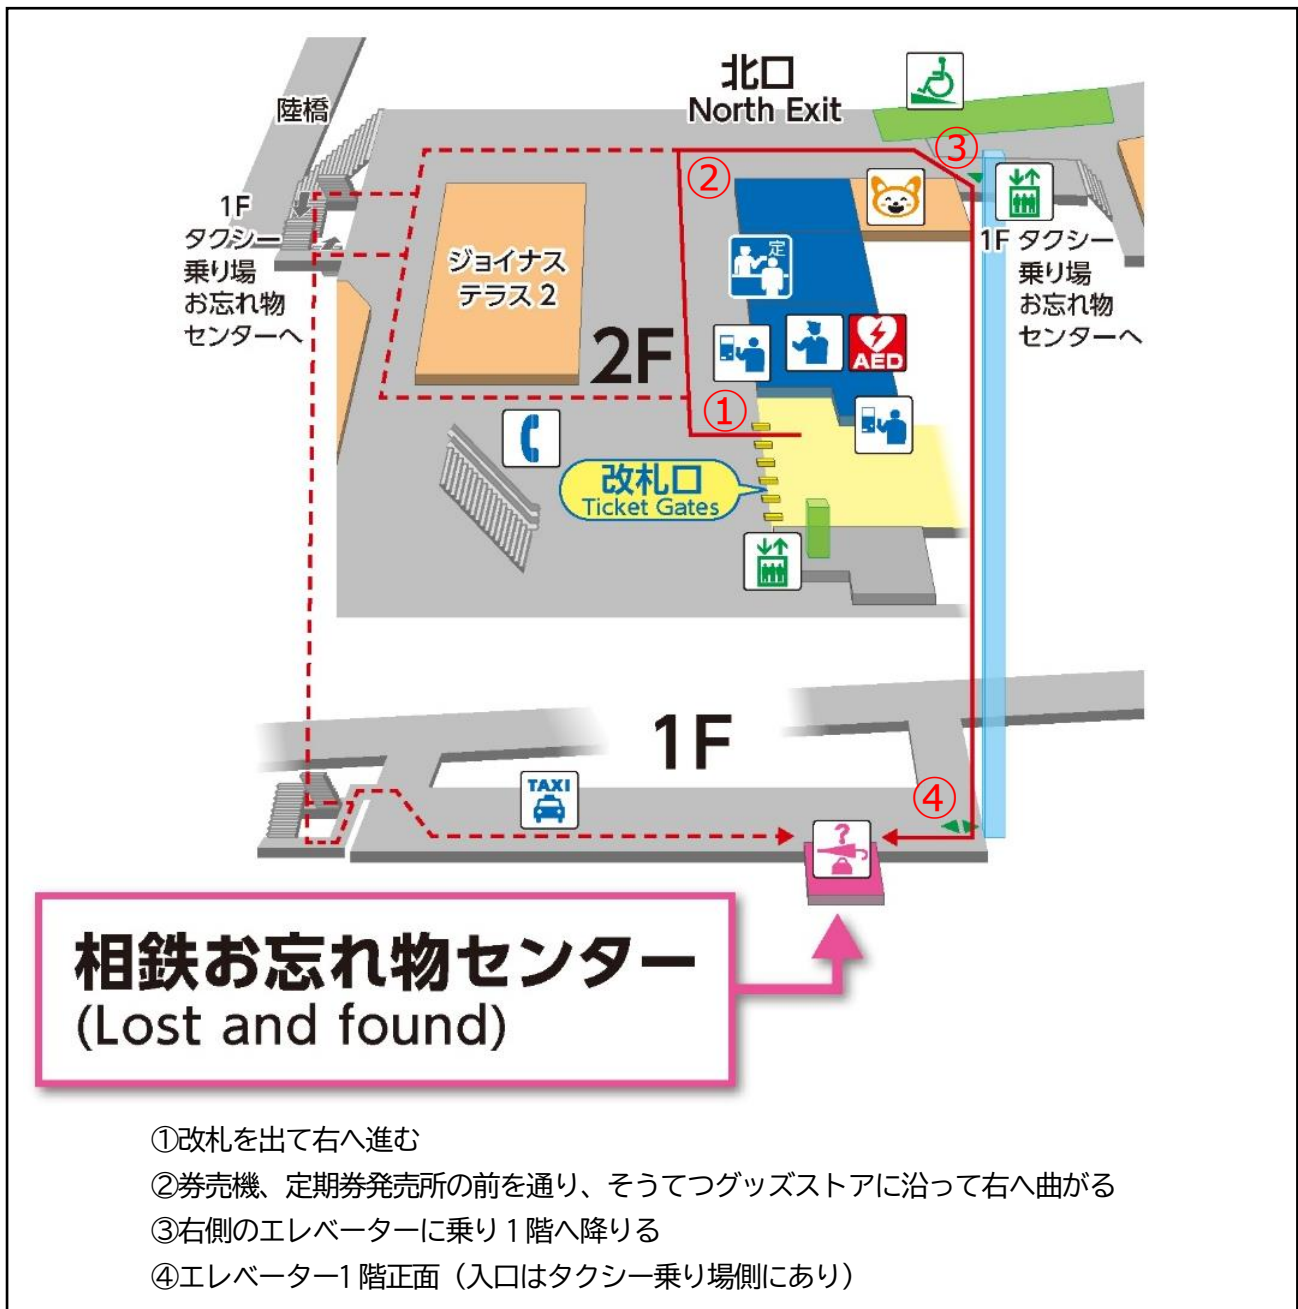 北口
North Exit
陸橋
③
②
1F
タクシー
乗り場
お忘れ物
センターへ
1F タクシー
乗り場
お忘れ物
センターへ
定
ジョイナス
テラス 2
2F
AED
①
改札口
Ticket Gates
1F
TAXI
④
?
相鉄お忘れ物センター
(Lost and found)
①改札を出て右へ進む
②券売機、定期券発売所の前を通り、そうてつグッズストアに沿って右へ曲がる
③右側のエレベーターに乗り1階へ降りる
④エレベーター1階正面（入口はタクシー乗り場側にあり）